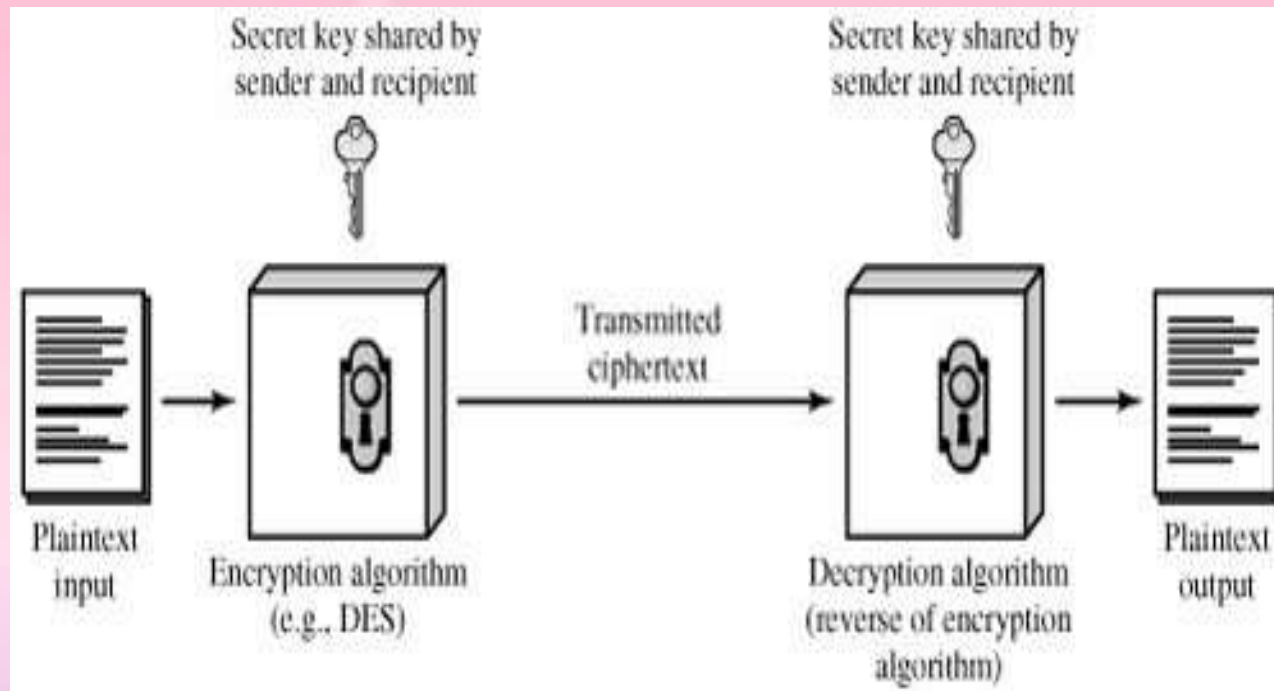 Secret key shared by
sender and recipient
Secret key shared by
sender and recipient
Transmitted
ciphertext
Plaintext
input
Encryption algorithm
(e.g., DES)
Decryption algorithm
(reverse of encryption
algorithm)
Plaintext
output